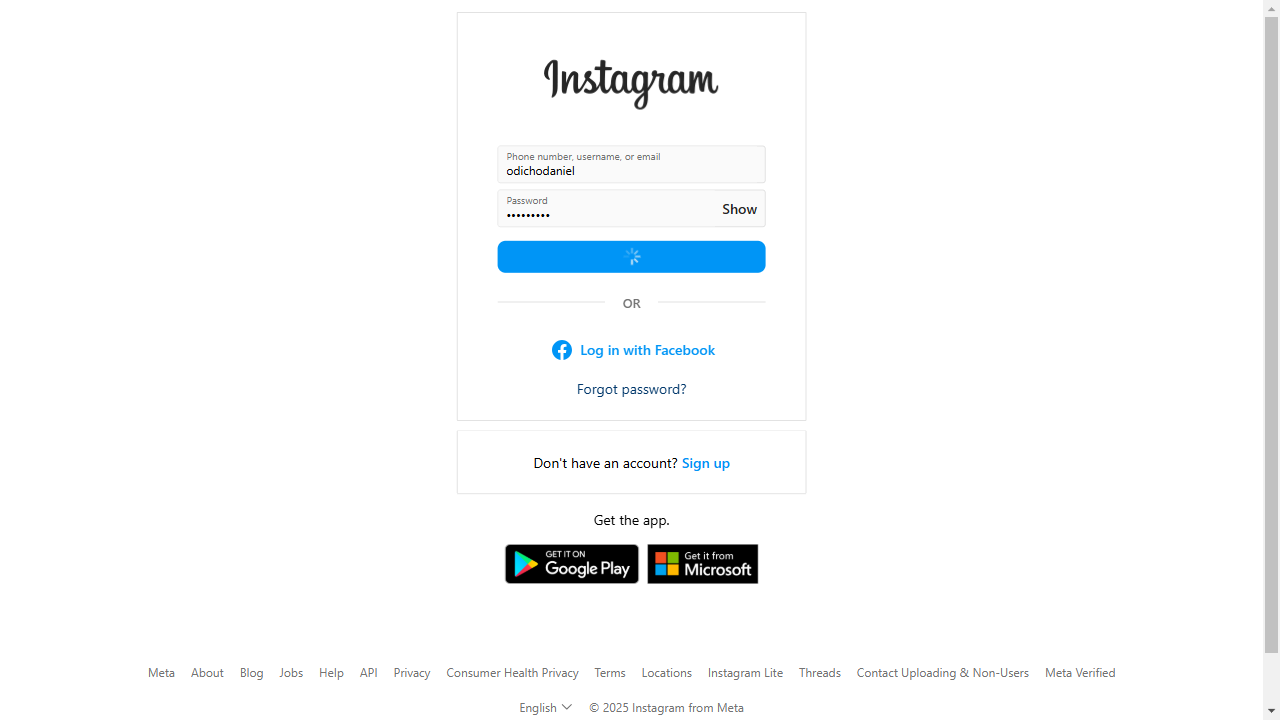 Instagram
Phone number, username, or email
odichodaniel
Password
•••••••••
Show
OR
Log in with Facebook
Forgot password?
Don't have an account? Sign up
Get the app.
GET IT ON
Google Play
Get it from
Microsoft
Meta About Blog Jobs Help API Privacy Consumer Health Privacy Terms Locations Instagram Lite Threads Contact Uploading & Non-Users Meta Verified
English © 2025 Instagram from Meta